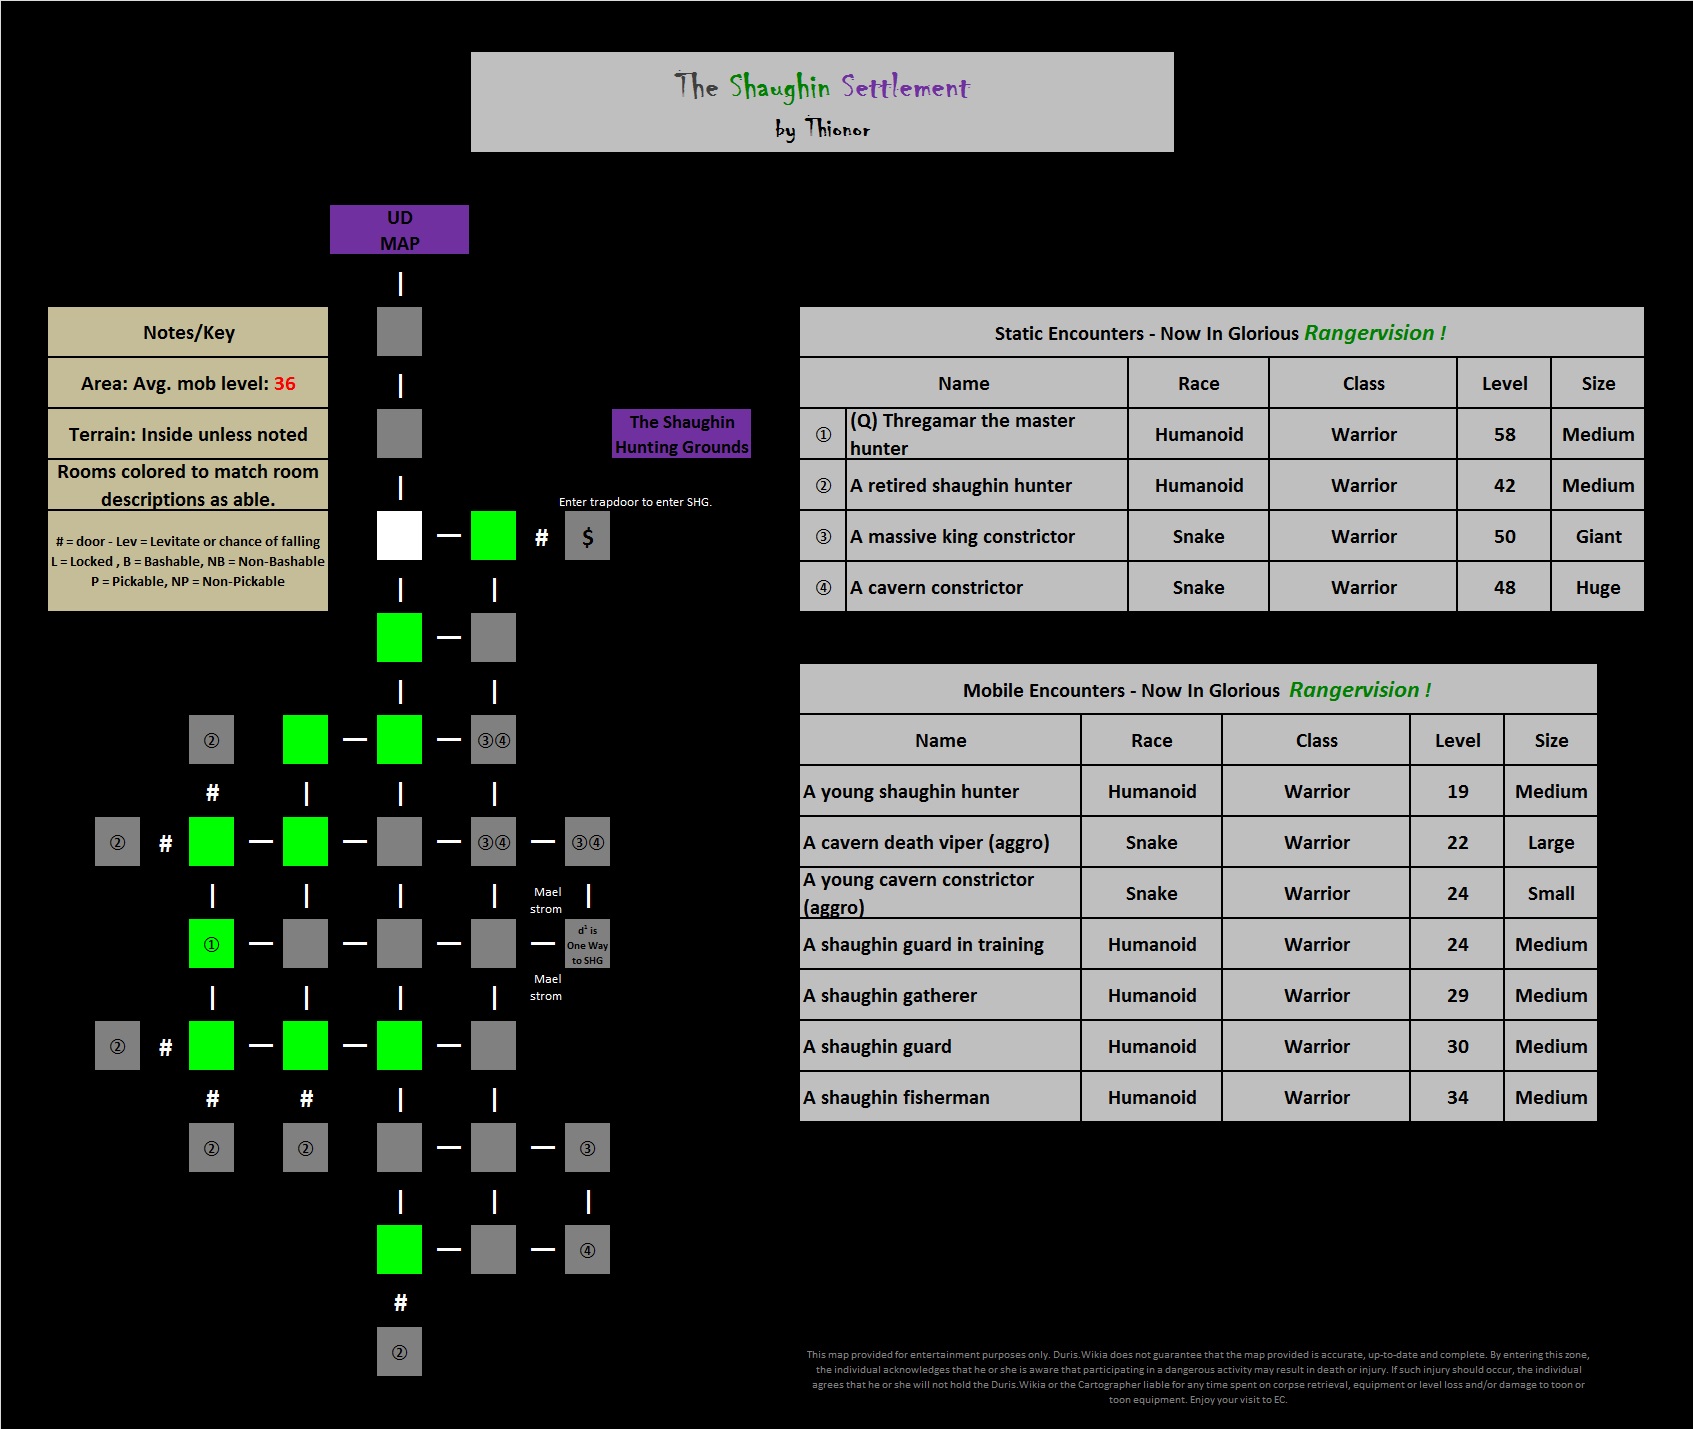 The Shaughin Settlement
by Thionor
UD
MAP
Notes/Key
Area: Avg. mob level: 36
Terrain: Inside unless noted
Rooms colored to match room
descriptions as able.
# = door - Lev = Levitate or chance of falling
L = Locked , B = Bashable, NB = Non-Bashable
P = Pickable, NP = Non-Pickable
The Shaughin
Hunting Grounds
Enter trapdoor to enter SHG.
# $
② ③④
#
② # ③④ ③④
Mael
strom
① d¹ is
One Way
to SHG
Mael
strom
② #
# #
② ② ③
④
#
②
Static Encounters - Now In Glorious Rangervision !
Name Race Class Level Size
① (Q) Thregamar the master
hunter Humanoid Warrior 58 Medium
② A retired shaughin hunter Humanoid Warrior 42 Medium
③ A massive king constrictor Snake Warrior 50 Giant
④ A cavern constrictor Snake Warrior 48 Huge
Mobile Encounters - Now In Glorious Rangervision !
Name Race Class Level Size
A young shaughin hunter Humanoid Warrior 19 Medium
A cavern death viper (aggro) Snake Warrior 22 Large
A young cavern constrictor
(aggro) Snake Warrior 24 Small
A shaughin guard in training Humanoid Warrior 24 Medium
A shaughin gatherer Humanoid Warrior 29 Medium
A shaughin guard Humanoid Warrior 30 Medium
A shaughin fisherman Humanoid Warrior 34 Medium
This map provided for entertainment purposes only. Duris.Wikia does not guarantee that the map provided is accurate, up-to-date and complete. By entering this zone,
the individual acknowledges that he or she is aware that participating in a dangerous activity may result in death or injury. If such injury should occur, the individual
agrees that he or she will not hold the Duris.Wikia or the Cartographer liable for any time spent on corpse retrieval, equipment or level loss and/or damage to toon or
toon equipment. Enjoy your visit to EC.